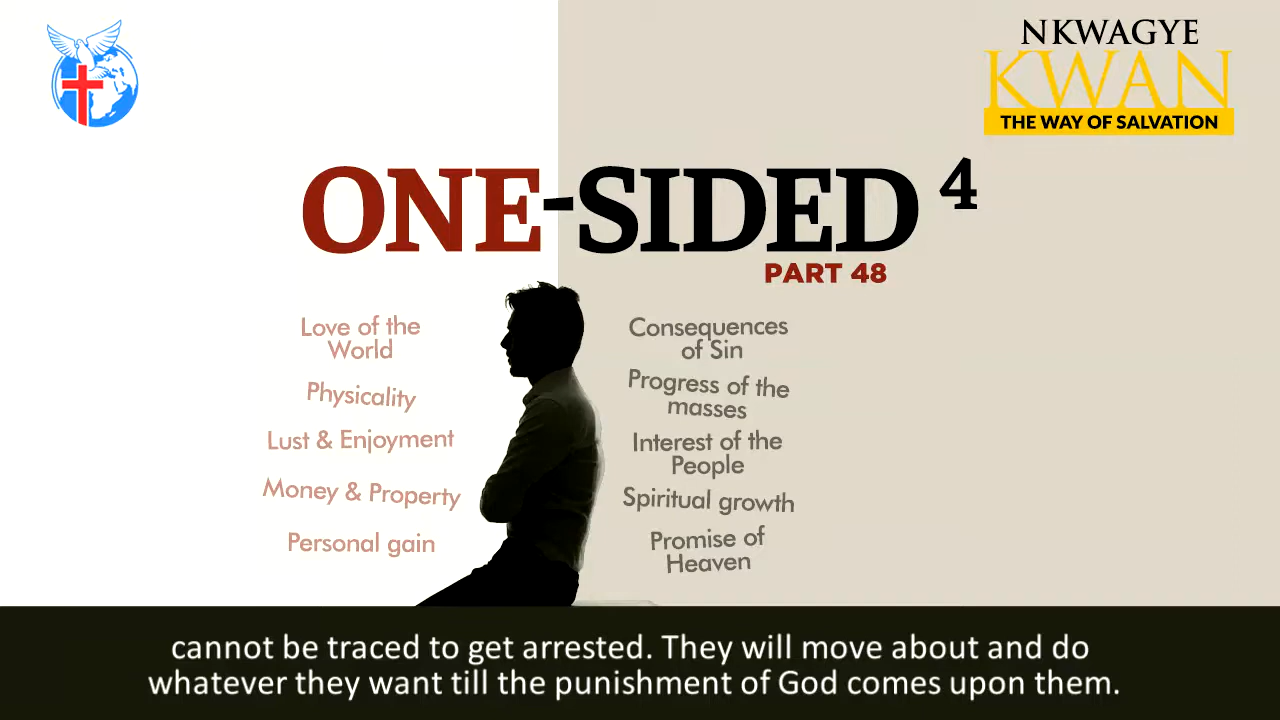 NKWAGYE
KWAN
THE WAY OF SALVATION
ONE-SIDED 4
PART 48
Love of the
World
Physicality
Lust & Enjoyment
Money & Property
Personal gain
Consequences
of Sin
Progress of the
masses
Interest of the
People
Spiritual growth
Promise of
Heaven
cannot be traced to get arrested. They will move about and do
whatever they want till the punishment of God comes upon them.